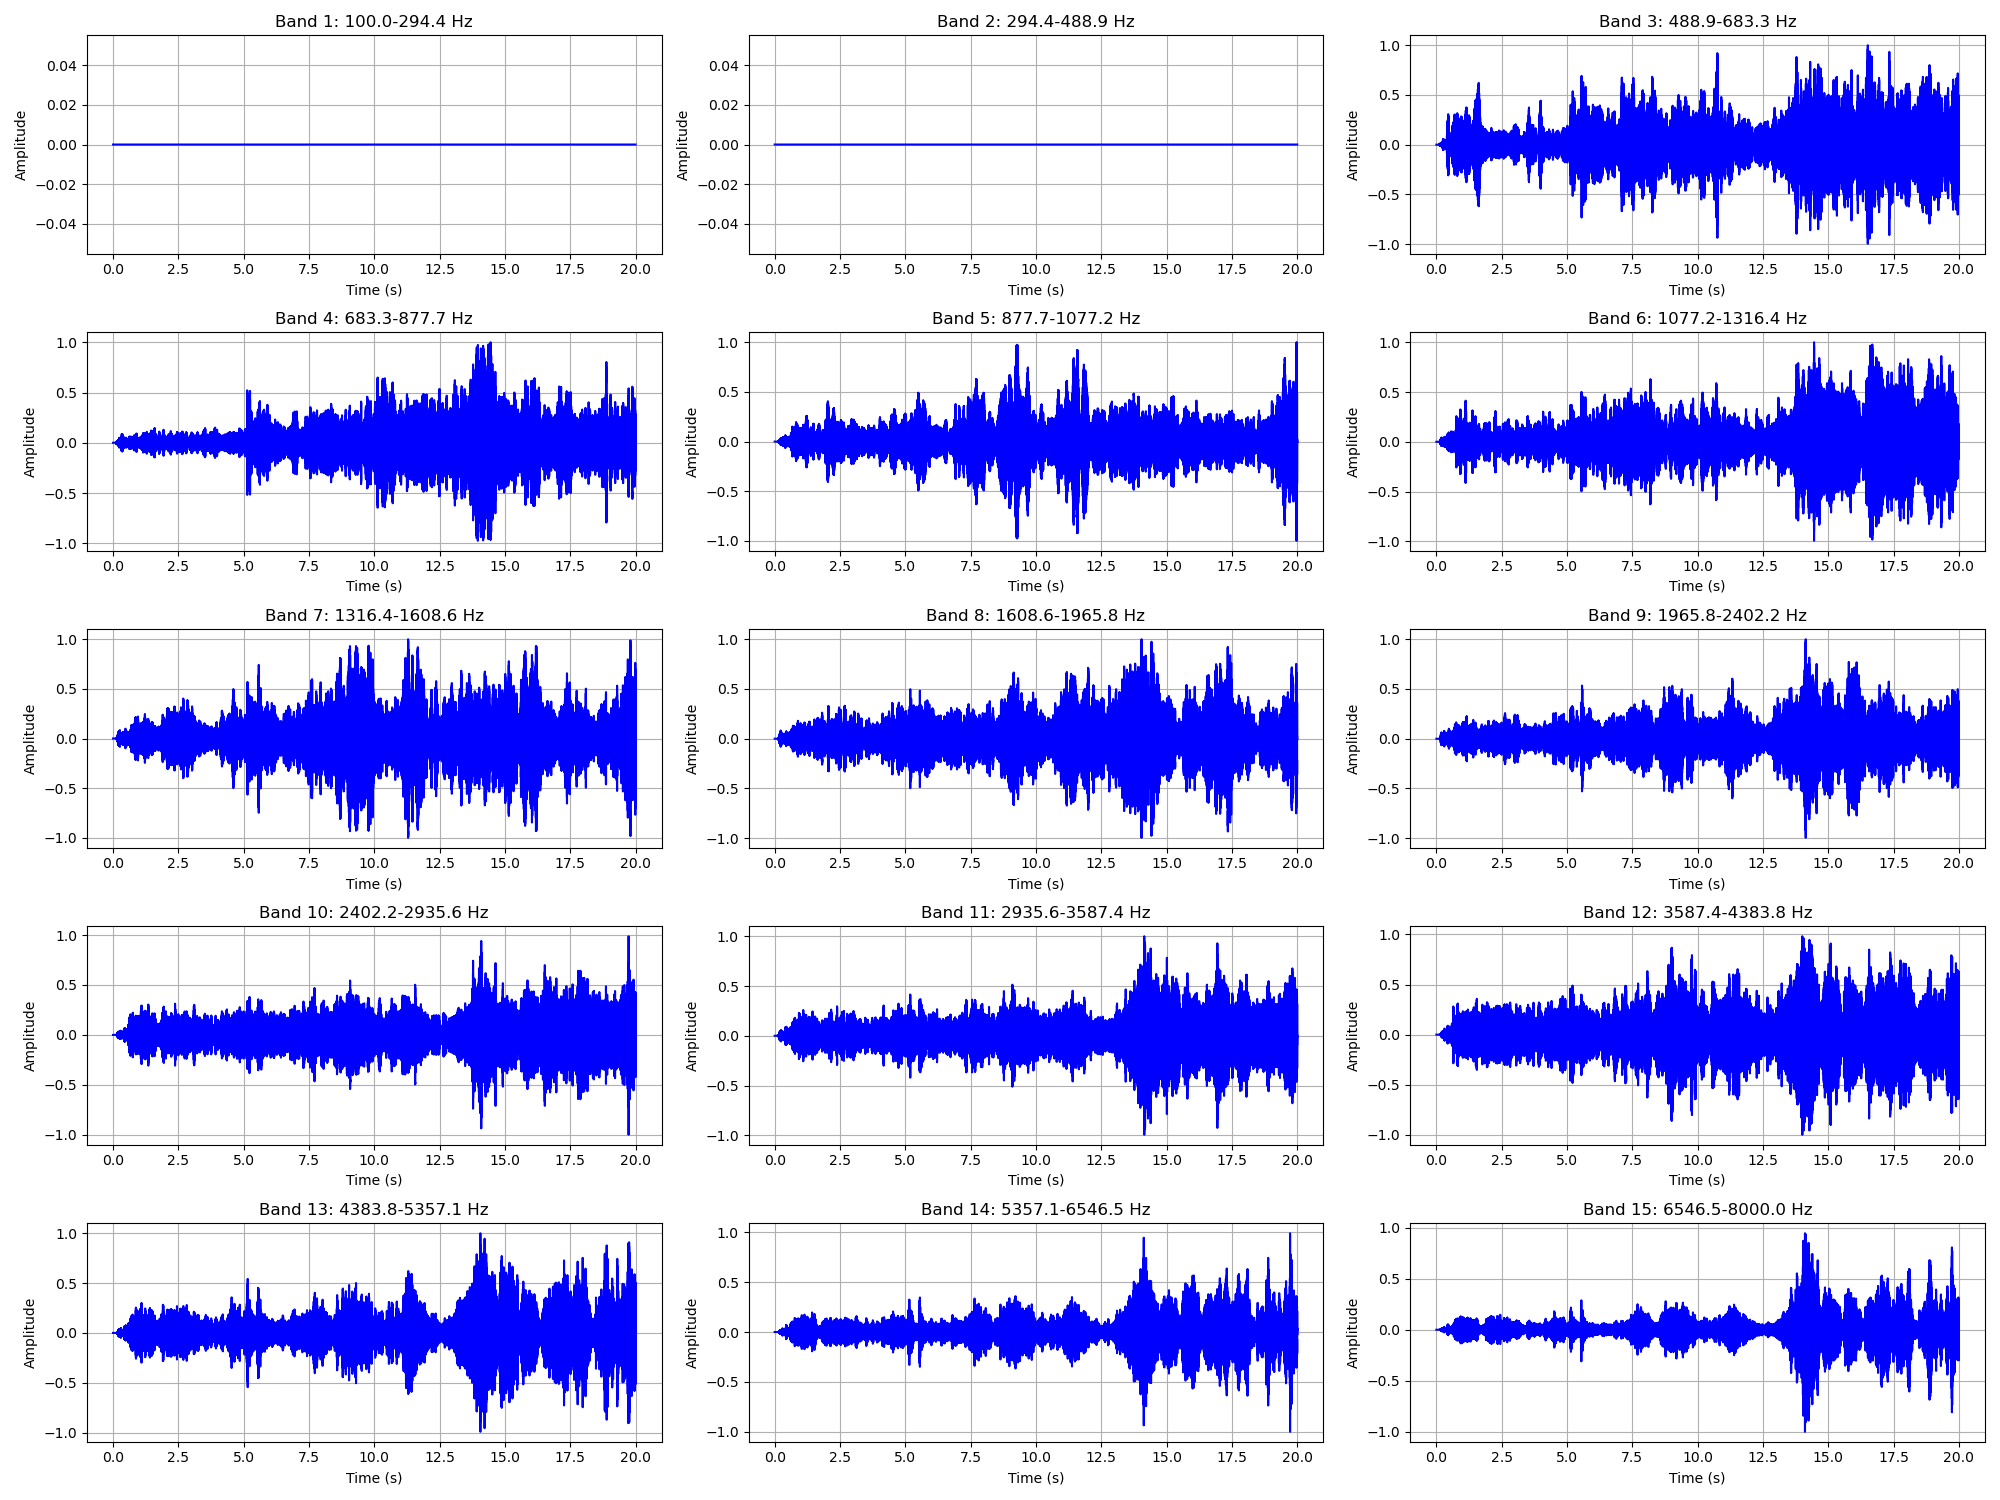 Band 1: 100.0-294.4 Hz
Amplitude
0.04
0.02
0.00
−0.02
−0.04
0.0 2.5 5.0 7.5 10.0 12.5 15.0 17.5 20.0
Time (s)
Band 2: 294.4-488.9 Hz
Amplitude
0.04
0.02
0.00
−0.02
−0.04
0.0 2.5 5.0 7.5 10.0 12.5 15.0 17.5 20.0
Time (s)
Band 3: 488.9-683.3 Hz
Amplitude
1.0
0.5
0.0
−0.5
−1.0
0.0 2.5 5.0 7.5 10.0 12.5 15.0 17.5 20.0
Time (s)
Band 4: 683.3-877.7 Hz
Amplitude
1.0
0.5
0.0
−0.5
−1.0
0.0 2.5 5.0 7.5 10.0 12.5 15.0 17.5 20.0
Time (s)
Band 5: 877.7-1077.2 Hz
Amplitude
1.0
0.5
0.0
−0.5
−1.0
0.0 2.5 5.0 7.5 10.0 12.5 15.0 17.5 20.0
Time (s)
Band 6: 1077.2-1316.4 Hz
Amplitude
1.0
0.5
0.0
−0.5
−1.0
0.0 2.5 5.0 7.5 10.0 12.5 15.0 17.5 20.0
Time (s)
Band 7: 1316.4-1608.6 Hz
Amplitude
1.0
0.5
0.0
−0.5
−1.0
0.0 2.5 5.0 7.5 10.0 12.5 15.0 17.5 20.0
Time (s)
Band 8: 1608.6-1965.8 Hz
Amplitude
1.0
0.5
0.0
−0.5
−1.0
0.0 2.5 5.0 7.5 10.0 12.5 15.0 17.5 20.0
Time (s)
Band 9: 1965.8-2402.2 Hz
Amplitude
1.0
0.5
0.0
−0.5
−1.0
0.0 2.5 5.0 7.5 10.0 12.5 15.0 17.5 20.0
Time (s)
Band 10: 2402.2-2935.6 Hz
Amplitude
1.0
0.5
0.0
−0.5
−1.0
0.0 2.5 5.0 7.5 10.0 12.5 15.0 17.5 20.0
Time (s)
Band 11: 2935.6-3587.4 Hz
Amplitude
1.0
0.5
0.0
−0.5
−1.0
0.0 2.5 5.0 7.5 10.0 12.5 15.0 17.5 20.0
Time (s)
Band 12: 3587.4-4383.8 Hz
Amplitude
1.0
0.5
0.0
−0.5
−1.0
0.0 2.5 5.0 7.5 10.0 12.5 15.0 17.5 20.0
Time (s)
Band 13: 4383.8-5357.1 Hz
Amplitude
1.0
0.5
0.0
−0.5
−1.0
0.0 2.5 5.0 7.5 10.0 12.5 15.0 17.5 20.0
Time (s)
Band 14: 5357.1-6546.5 Hz
Amplitude
1.0
0.5
0.0
−0.5
−1.0
0.0 2.5 5.0 7.5 10.0 12.5 15.0 17.5 20.0
Time (s)
Band 15: 6546.5-8000.0 Hz
Amplitude
1.0
0.5
0.0
−0.5
−1.0
0.0 2.5 5.0 7.5 10.0 12.5 15.0 17.5 20.0
Time (s)